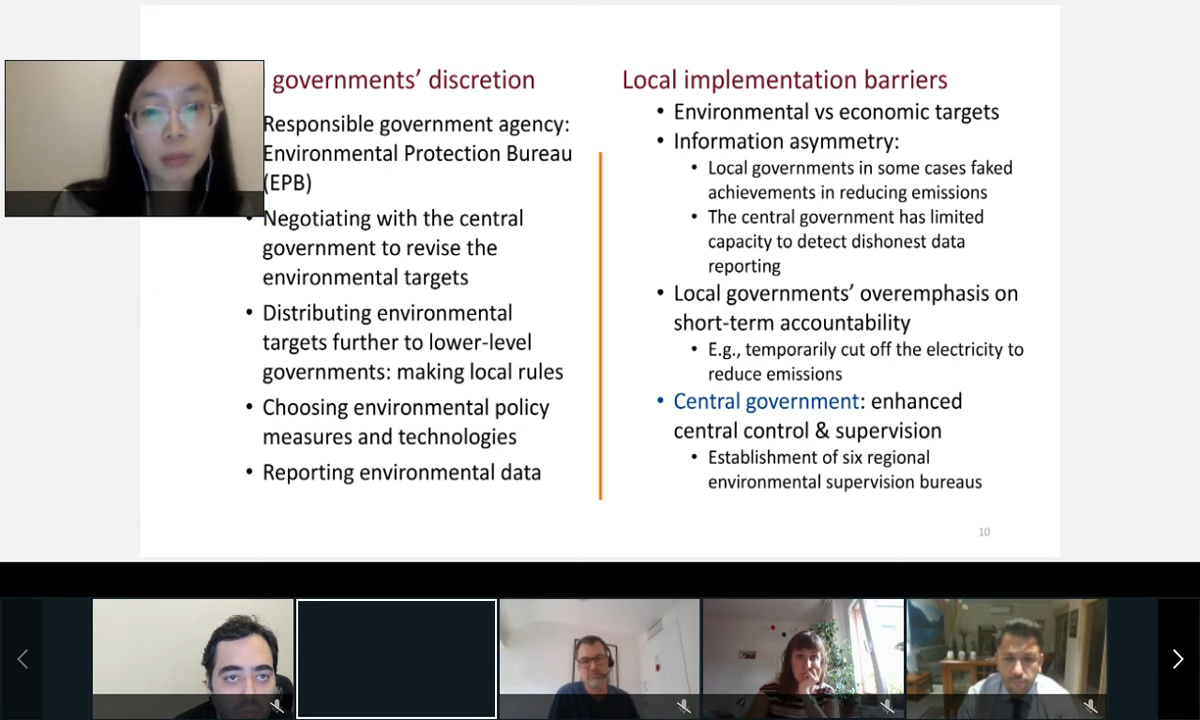 governments’ discretion
Responsible government agency:
Environmental Protection Bureau
(EPB)
• Negotiating with the central
government to revise the
environmental targets
• Distributing environmental
targets further to lower-level
governments: making local rules
• Choosing environmental policy
measures and technologies
• Reporting environmental data
Local implementation barriers
• Environmental vs economic targets
• Information asymmetry:
• Local governments in some cases faked
achievements in reducing emissions
• The central government has limited
capacity to detect dishonest data
reporting
• Local governments’ overemphasis on
short-term accountability
• E.g., temporarily cut off the electricity to
reduce emissions
• Central government: enhanced
central control & supervision
• Establishment of six regional
environmental supervision bureaus
10